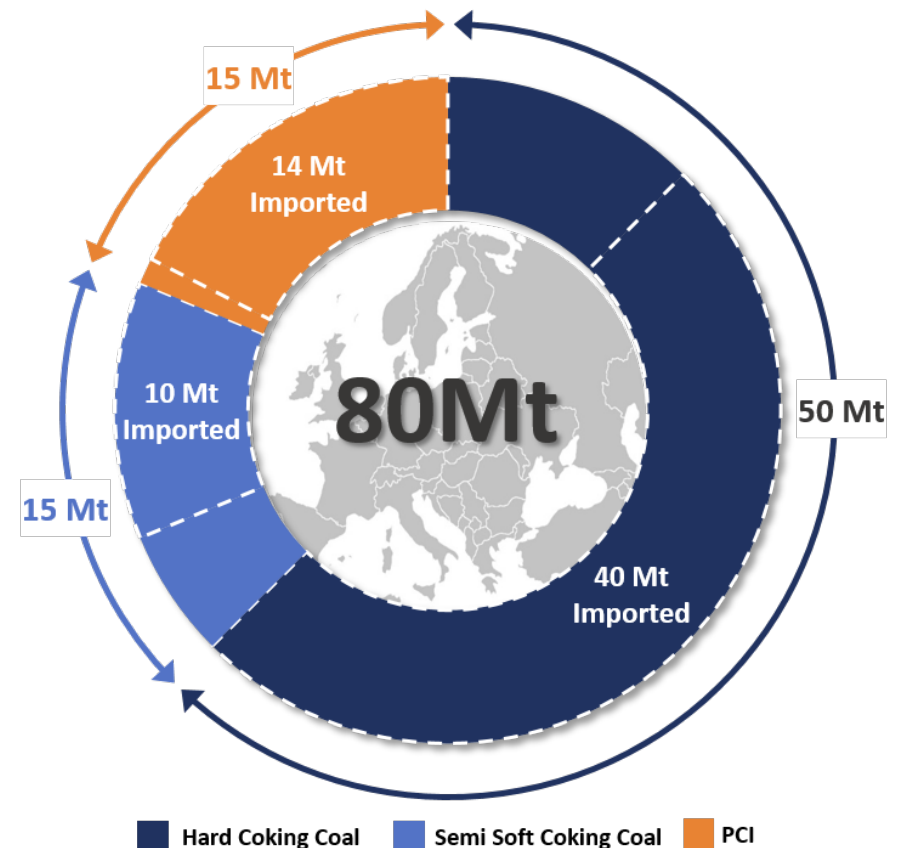 15 Mt
14 Mt
Imported
10 Mt
Imported
80Mt
50 Mt
15 Mt
40 Mt
Imported
Hard Coking Coal
Semi Soft Coking Coal
PCI